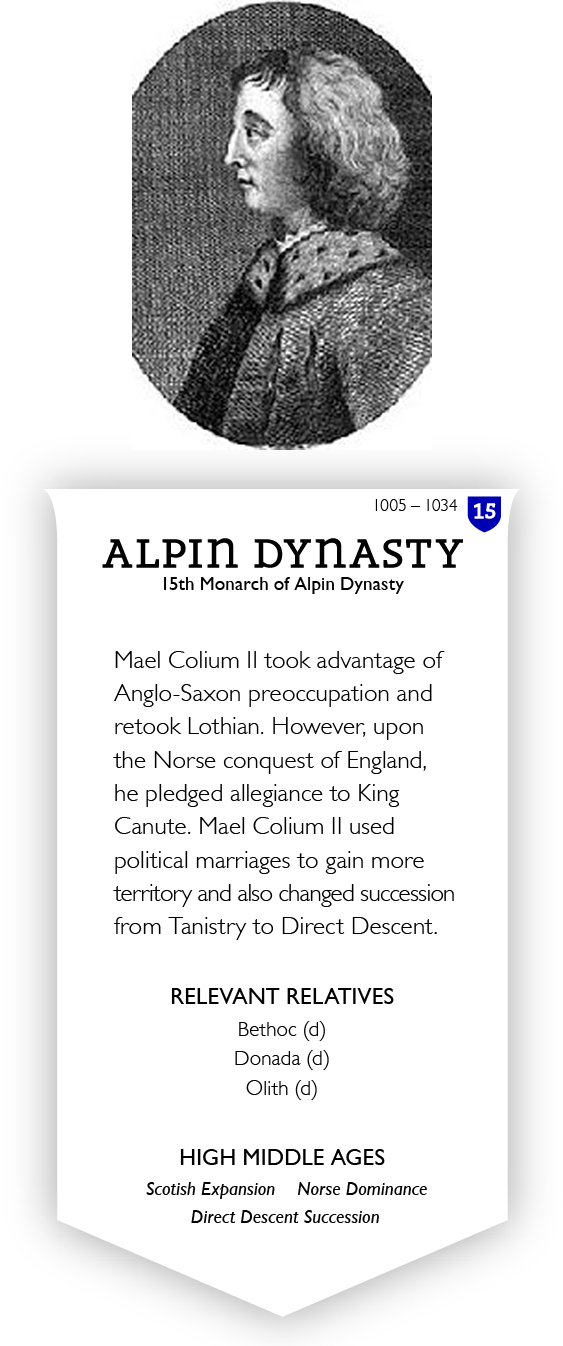 1005 – 1034
15
ALPIN DYNASTY
15th Monarch of Alpin Dynasty
Mael Colium II took advantage of
Anglo-Saxon preoccupation and
retook Lothian. However, upon
the Norse conquest of England,
he pledged allegiance to King
Canute. Mael Colium II used
political marriages to gain more
territory and also changed succession
from Tanistry to Direct Descent.
RELEVANT RELATIVES
Bethoc (d)
Donada (d)
Olith (d)
HIGH MIDDLE AGES
Scotish Expansion Norse Dominance
Direct Descent Succession